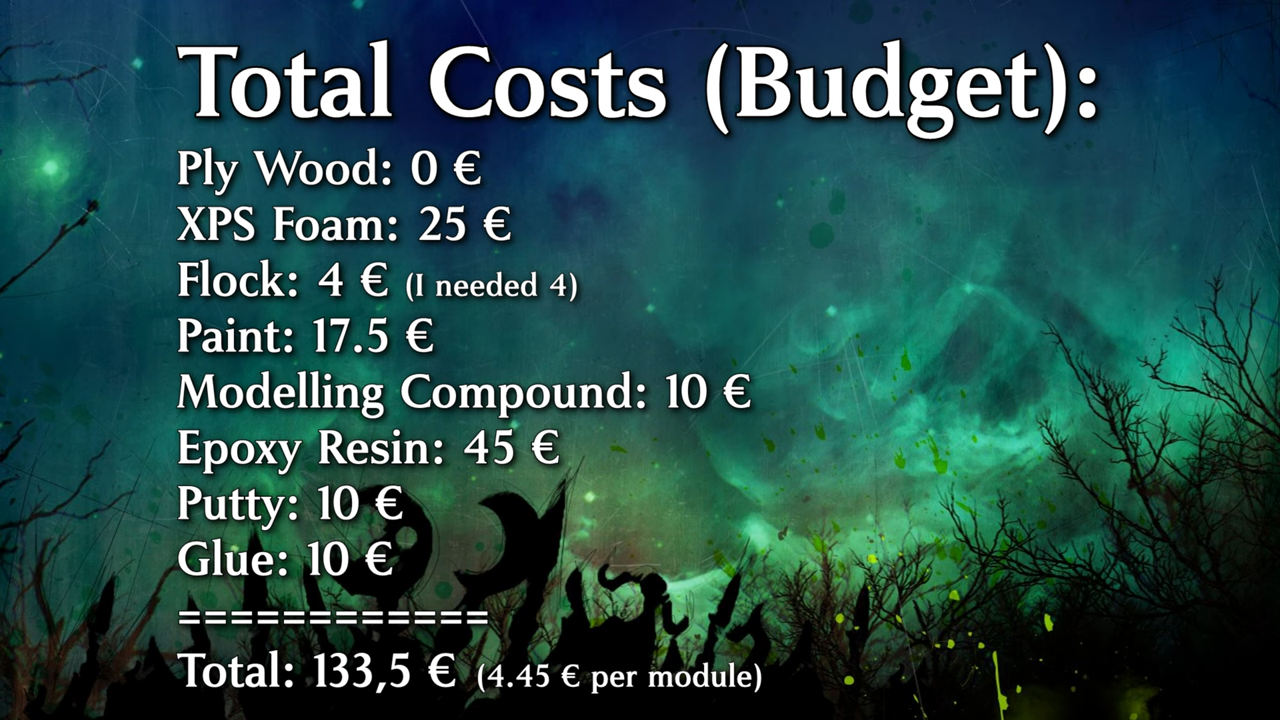 Total Costs (Budget):
Ply Wood: 0 €
XPS Foam: 25 €
Flock: 4 € (I needed 4)
Paint: 17.5 €
Modelling Compound: 10 €
Epoxy Resin: 45 €
Putty: 10 €
Glue: 10 €
============
Total: 133,5 € (4.45 € per module)